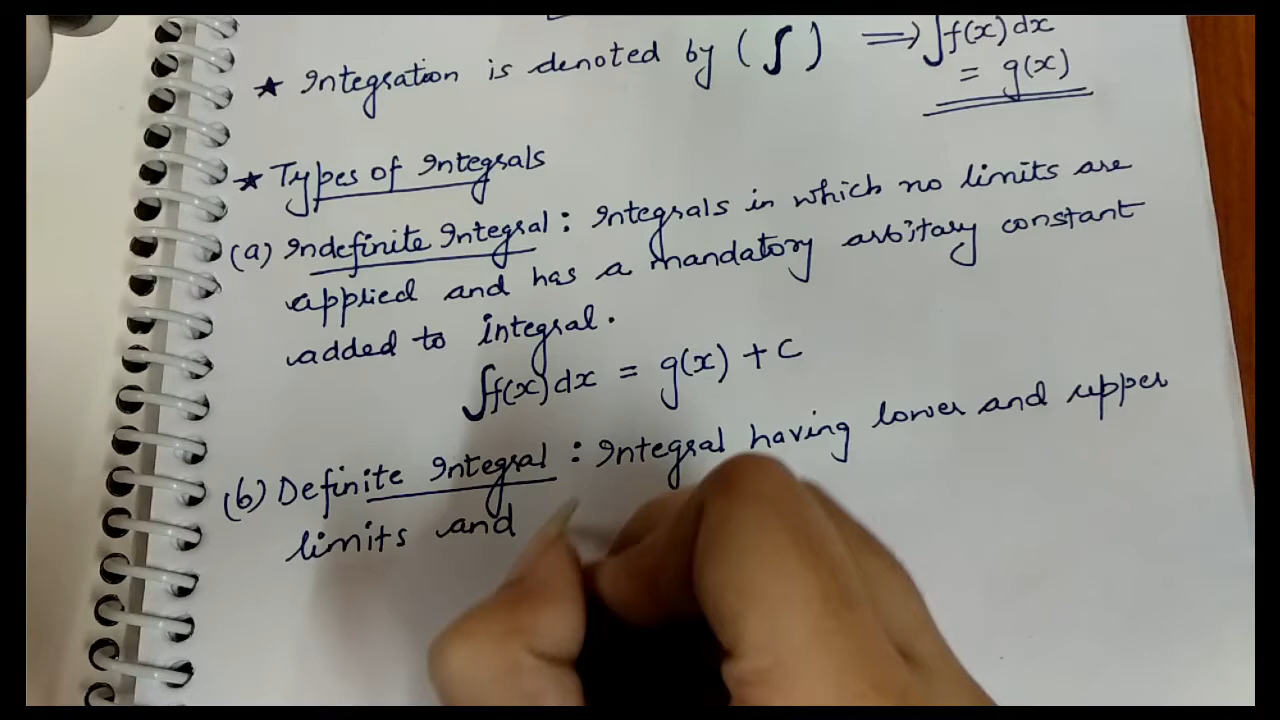 ★ Integration is denoted by (∫) ⟹ ∫f(x)dx
= g(x)
★ Types of Integrals
(a) Indefinite Integral : Integrals in which no limits are
applied and has a mandatory arbitary constant
added to integral.
∫f(x)dx = g(x) + c
(b) Definite Integral : Integral having lower and upper
limits and